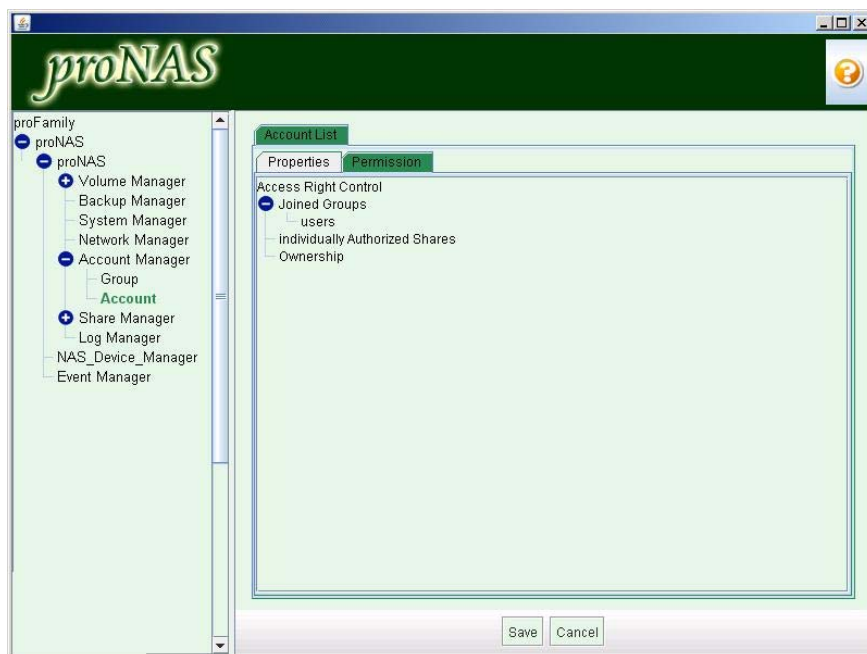 proNAS
proFamily
proNAS
proNAS
Volume Manager
Backup Manager
System Manager
Network Manager
Account Manager
Group
Account
Share Manager
Log Manager
NAS_Device_Manager
Event Manager
Account List
Properties Permission
Access Right Control
Joined Groups
users
individually Authorized Shares
Ownership
Save Cancel